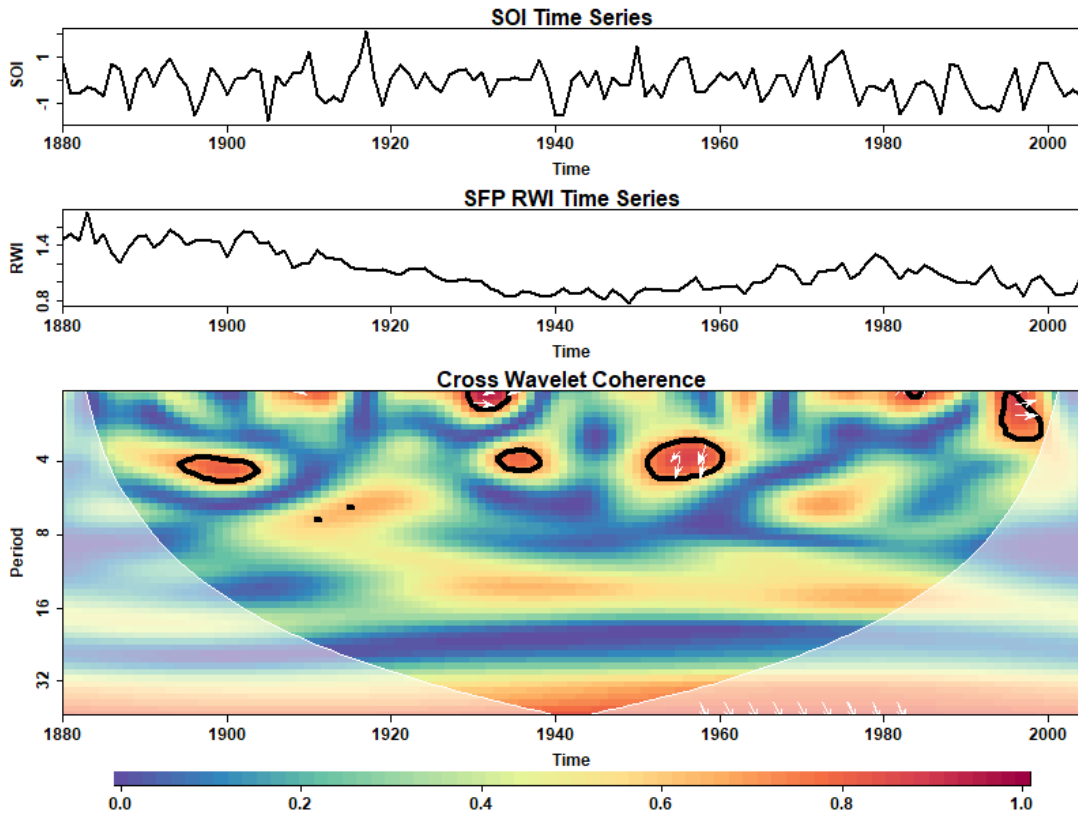 SOI Time Series
SOI
1
-1
1880 1900 1920 1940 1960 1980 2000
Time
SFP RWI Time Series
RWI
1.4
0.8
1880 1900 1920 1940 1960 1980 2000
Time
Cross Wavelet Coherence
Period
4
8
16
32
1880 1900 1920 1940 1960 1980 2000
Time
0.0 0.2 0.4 0.6 0.8 1.0